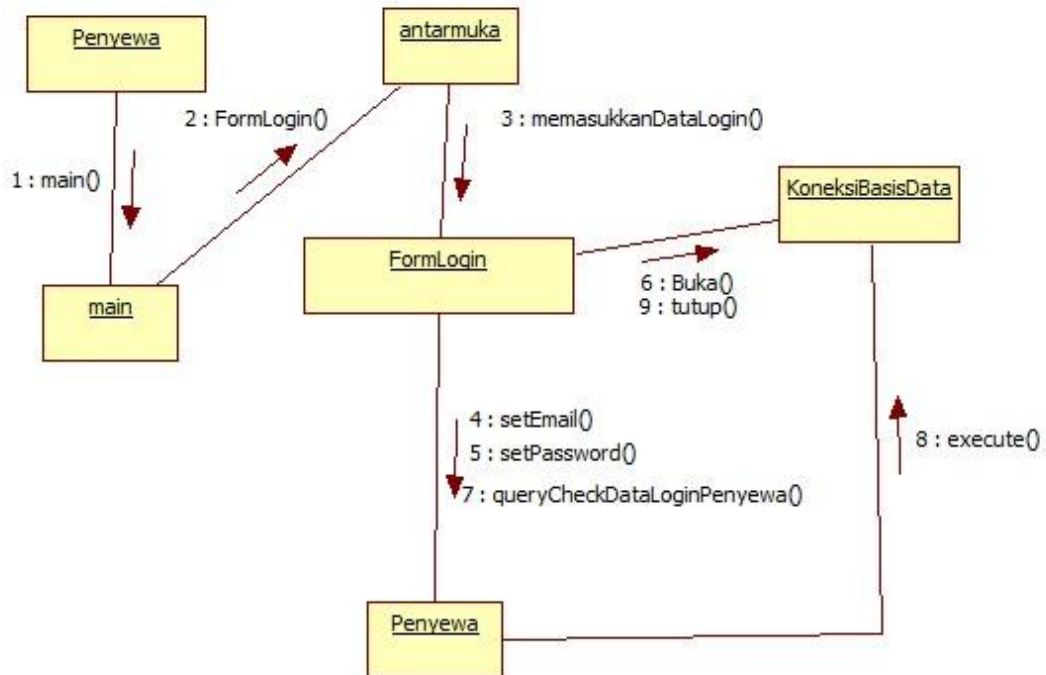 Penyewa
antarmuka
2 : FormLogin()
3 : memasukkanDataLogin()
1 : main()
KoneksiBasisData
FormLogin
main
6 : Buka()
9 : tutup()
4 : setEmail()
5 : setPassword()
8 : execute()
7 : queryCheckDataLoginPenyewa()
Penyewa